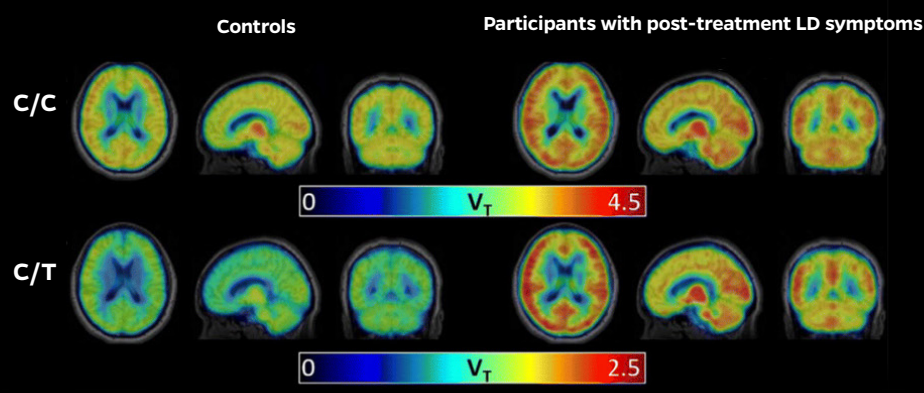 Controls
Participants with post-treatment LD symptoms
C/C
0 VT 4.5
C/T
0 VT 2.5